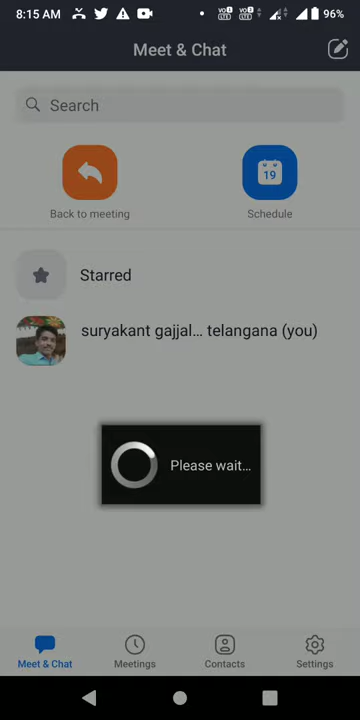 8:15 AM 96%
Meet & Chat
Search
19
Back to meeting Schedule
Starred
suryakant gajjal... telangana (you)
Please wait...
Meet & Chat Meetings Contacts Settings